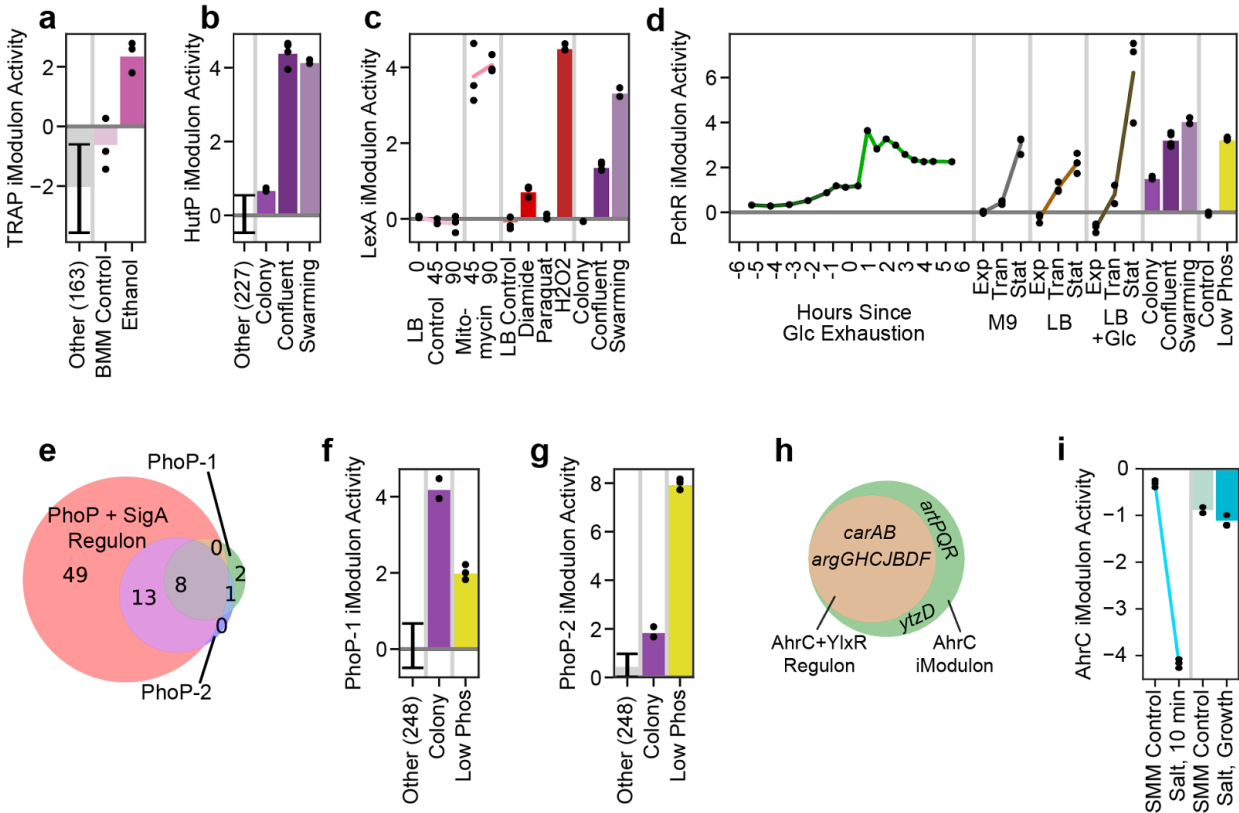 a
TRAP iModulon Activity
2
0
−2
Other (163)
BMM Control
Ethanol
b
HutP iModulon Activity
4
2
0
Other (227)
Colony
Confluent
Swarming
c
LexA iModulon Activity
4
2
0
0
45
90
45
90
LB
Control
Mito-
mycin
LB Control
Diamide
Paraquat
H2O2
Colony
Confluent
Swarming
d
PchR iModulon Activity
6
4
2
0
-6
-5
-4
-3
-2
-1
0
1
2
3
4
5
6
Hours Since
Glc Exhaustion
Exp
Tran
Stat
M9
Exp
Tran
Stat
LB
Exp
Tran
Stat
LB
+Glc
Colony
Confluent
Swarming
Control
Low Phos
e
PhoP-1
PhoP + SigA
Regulon
49
13
8
0
2
1
0
PhoP-2
f
PhoP-1 iModulon Activity
4
2
0
Other (248)
Colony
Low Phos
g
PhoP-2 iModulon Activity
8
6
4
2
0
Other (248)
Colony
Low Phos
h
carAB
argGHCJBDF
artPQR
ytzD
AhrC+YlxR
Regulon
AhrC
iModulon
i
AhrC iModulon Activity
0
−1
−2
−3
−4
SMM Control
Salt, 10 min
SMM Control
Salt, Growth